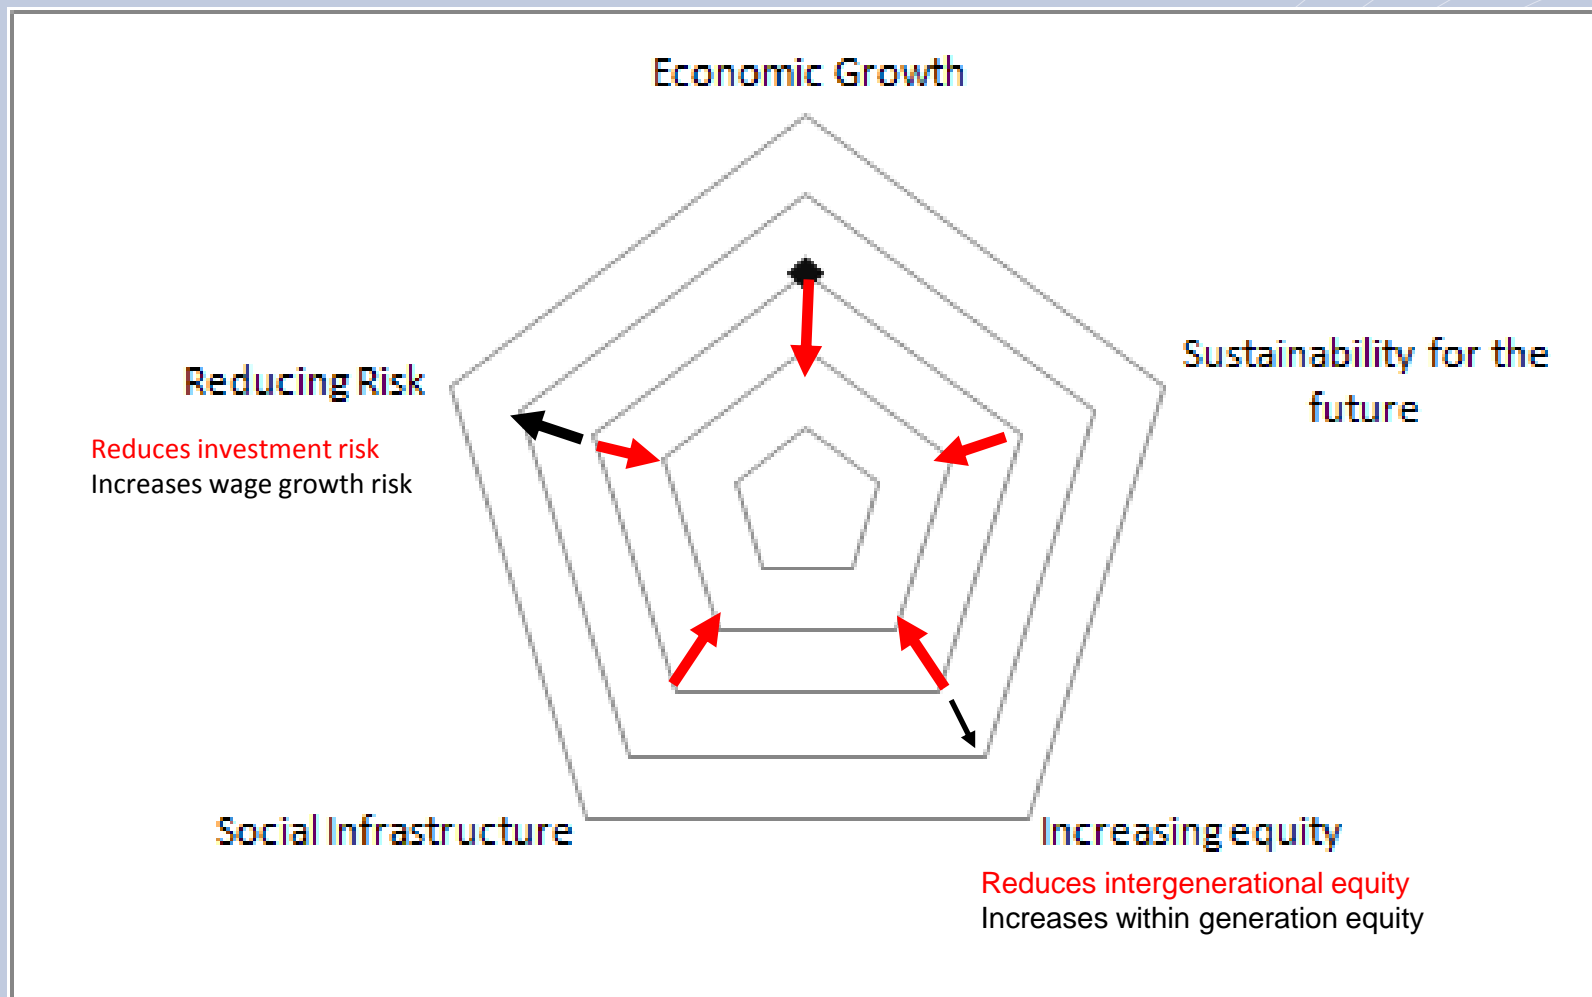 Economic Growth
Sustainability for the
future
Reducing Risk
Reduces investment risk
Increases wage growth risk
Social Infrastructure
Increasing equity
Reduces intergenerational equity
Increases within generation equity